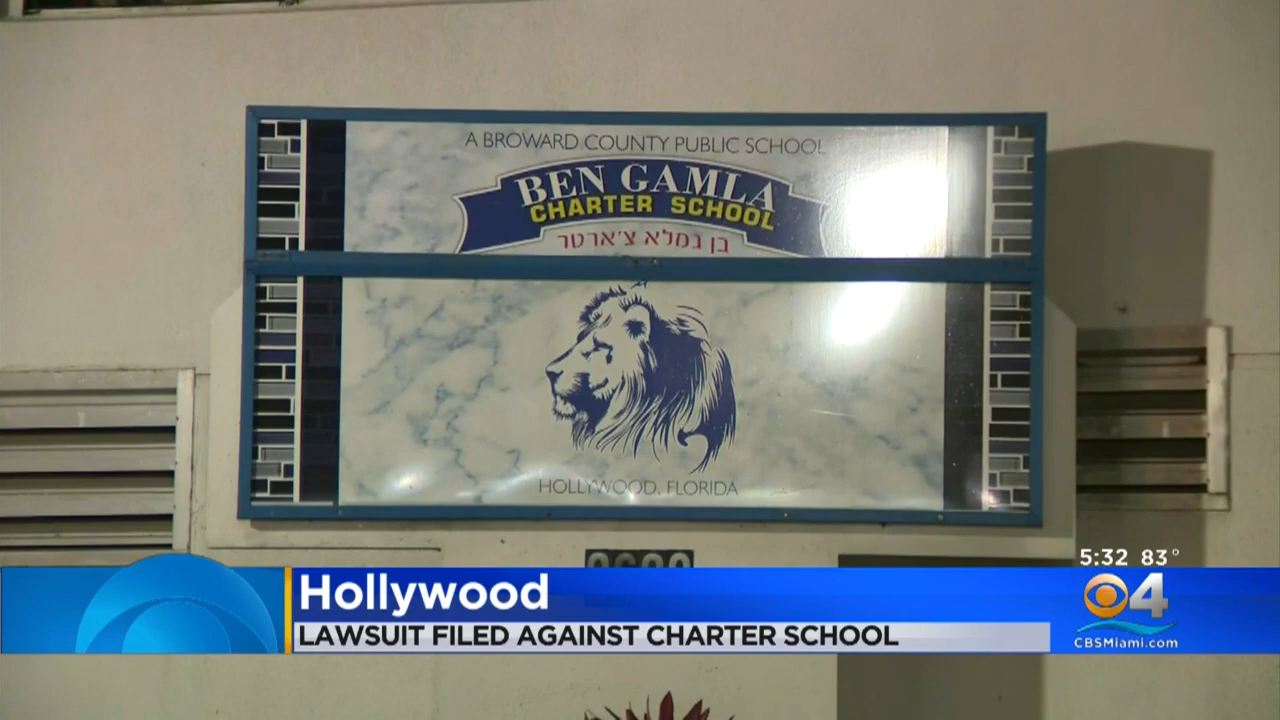 A BROWARD COUNTY PUBLIC SCHOOL
BEN GAMLA
CHARTER SCHOOL
בן גמלא צ'ארטר
HOLLYWOOD, FLORIDA
Hollywood
LAWSUIT FILED AGAINST CHARTER SCHOOL
5:32 83°
4
CBSMiami.com